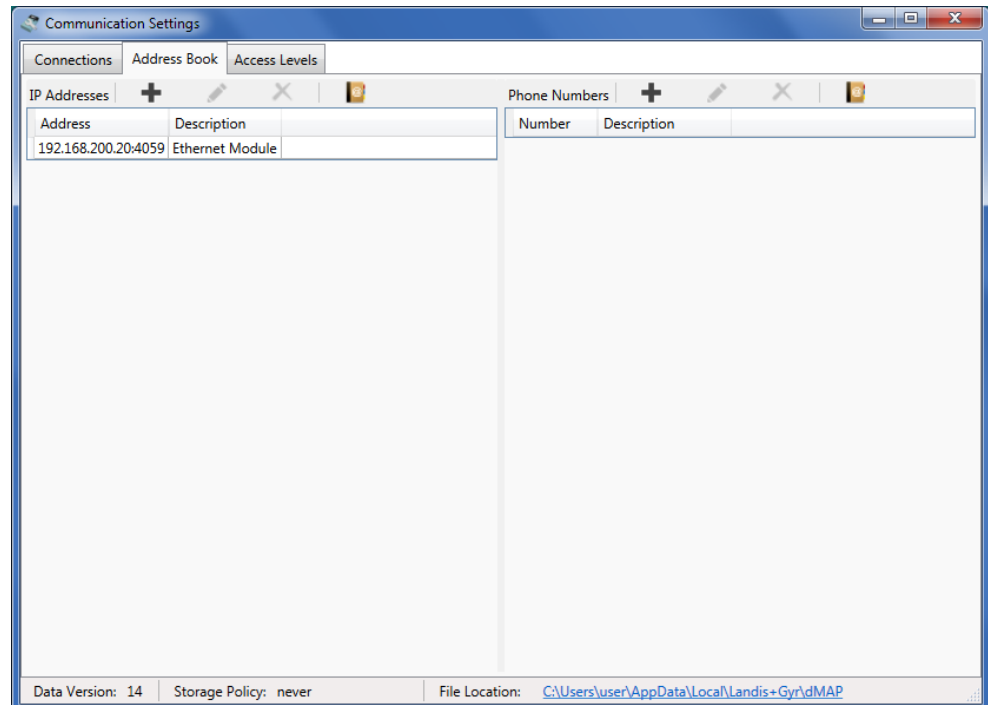 Communication Settings
Connections Address Book Access Levels
IP Addresses
Address Description
192.168.200.20:4059 Ethernet Module
Phone Numbers
Number Description
Data Version: 14 Storage Policy: never File Location: C:\Users\user\AppData\Local\Landis+Gyr\dMAP